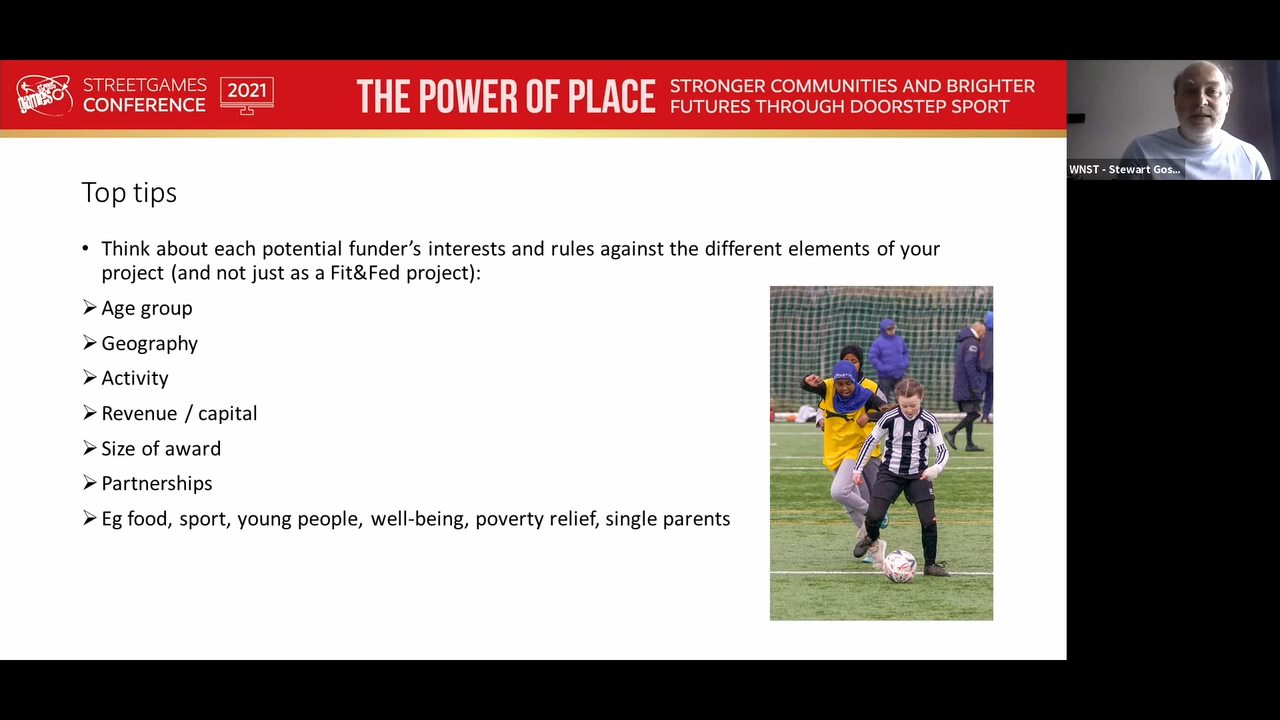 STREETGAMES
CONFERENCE
2021
THE POWER OF PLACE
STRONGER COMMUNITIES AND BRIGHTER
FUTURES THROUGH DOORSTEP SPORT
WNST - Stewart Gos...
Top tips
• Think about each potential funder's interests and rules against the different elements of your
project (and not just as a Fit&Fed project):
➢ Age group
➢ Geography
➢ Activity
➢ Revenue / capital
➢ Size of award
➢ Partnerships
➢ Eg food, sport, young people, well-being, poverty relief, single parents